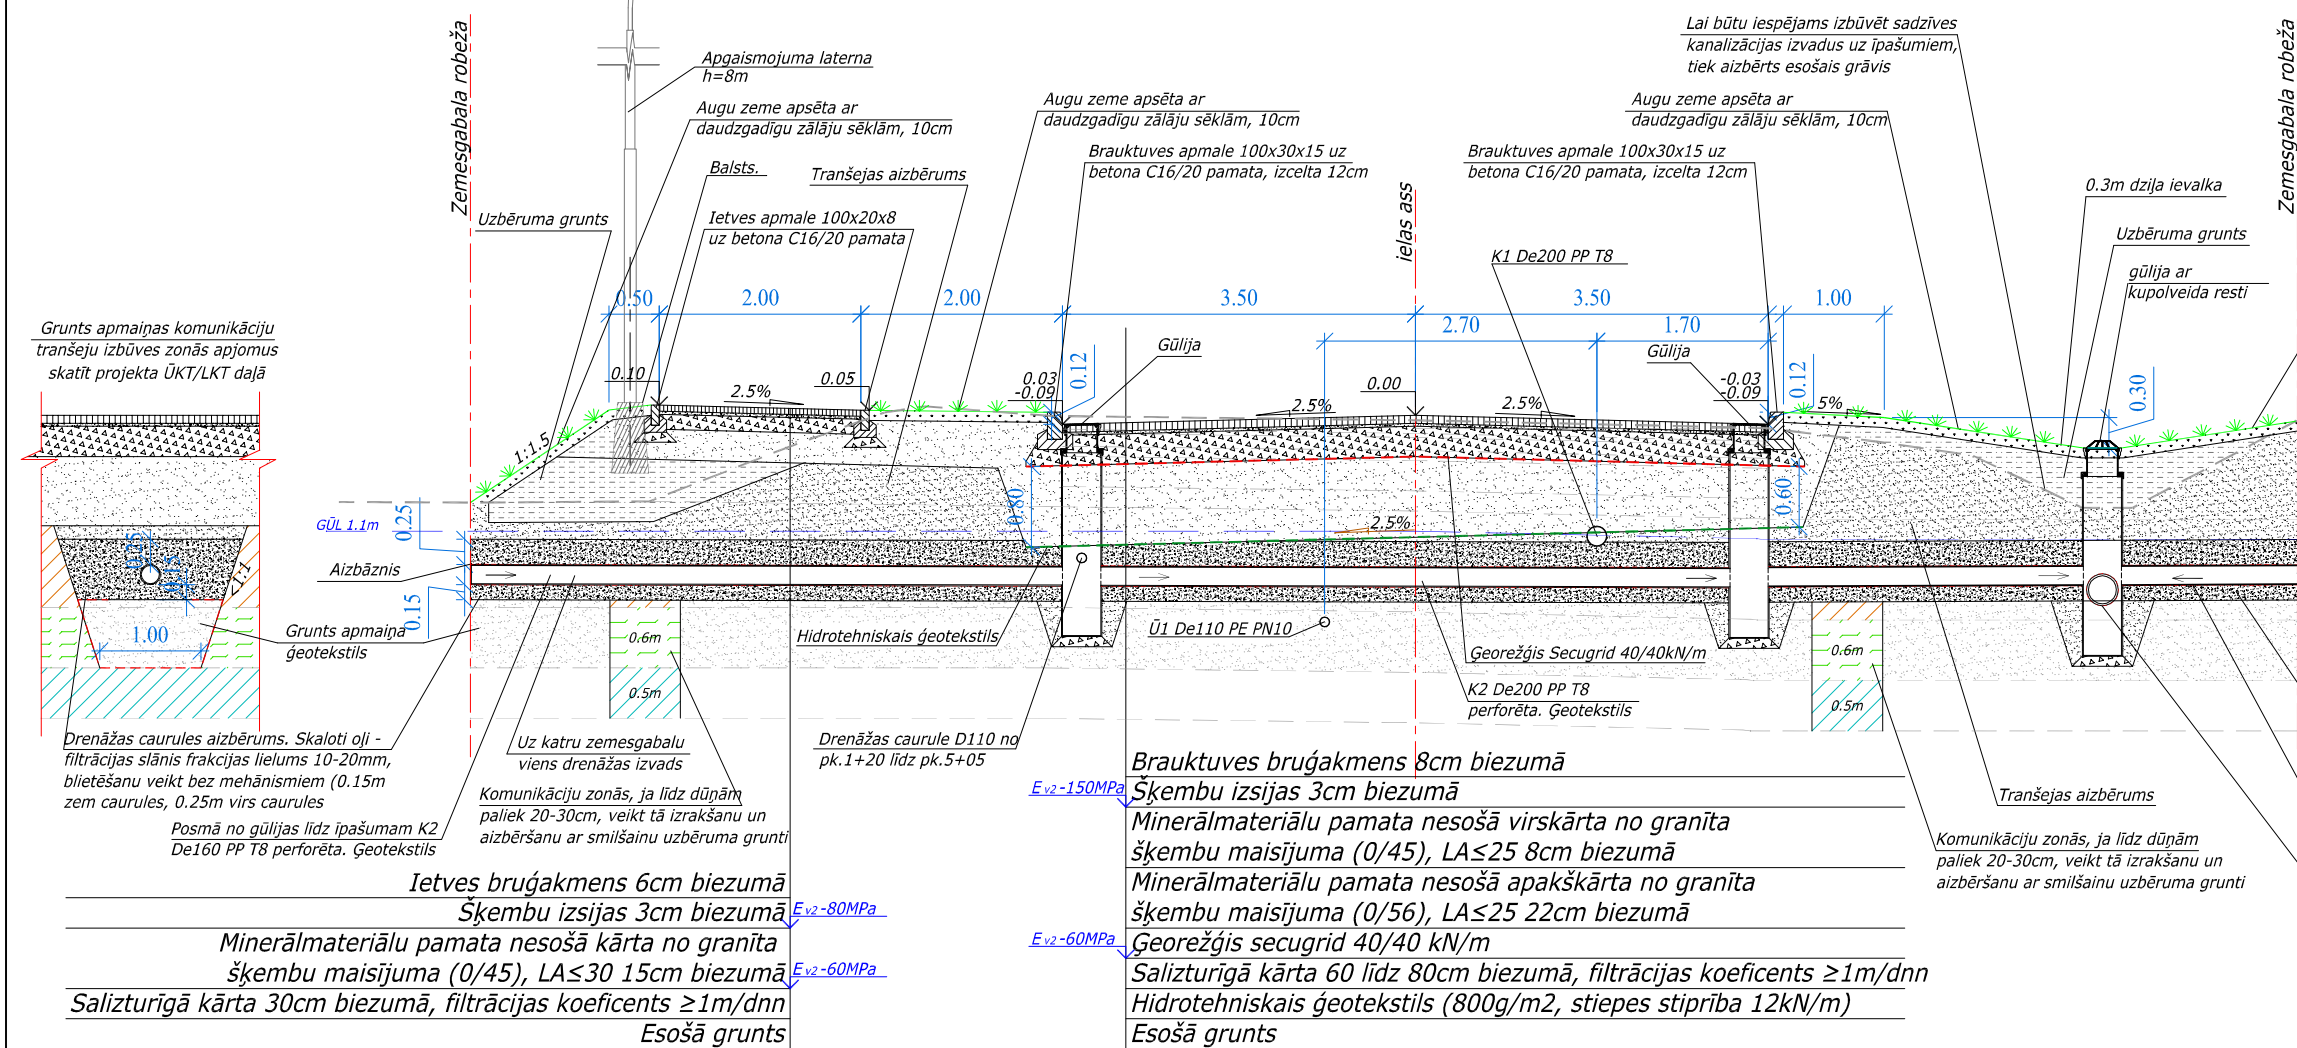 Zemesgabala robeža
Apgaismojuma laterna
h=8m
Augu zeme apsēta ar
daudzgadīgu zālāju sēklām, 10cm
Balsts.
Tranšejas aizbērums
Uzbēruma grunts
Ietves apmale 100x20x8
uz betona C16/20 pamata
Augu zeme apsēta ar
daudzgadīgu zālāju sēklām, 10cm
Brauktuves apmale 100x30x15 uz
betona C16/20 pamata, izcelta 12cm
ielas ass
Brauktuves apmale 100x30x15 uz
betona C16/20 pamata, izcelta 12cm
Augu zeme apsēta ar
daudzgadīgu zālāju sēklām, 10cm
Lai būtu iespējams izbūvēt sadzīves
kanalizācijas izvadus uz īpašumiem,
tiek aizbērts esošais grāvis
Zemesgabala robeža
0.3m dziļa ievalka
Uzbēruma grunts
gūlija ar
kupolveida resti
K1 De200 PP T8
0.50
2.00
2.00
3.50
3.50
1.00
2.70
1.70
Grunts apmaiņas komunikāciju
tranšeju izbūves zonās apjomus
skatīt projekta ŪKT/LKT daļā
Gūlija
Gūlija
0.10
2.5%
0.05
0.03
-0.09
0.12
2.5%
0.00
2.5%
-0.03
-0.09
0.12
5%
0.30
1:1.5
GŪL 1.1m
0.25
0.80
2.5%
0.60
0.25
0.15
1:1
1.00
Aizbāznis
0.15
Grunts apmaiņa
ģeotekstils
0.6m
0.5m
Hidrotehniskais ģeotekstils
Ū1 De110 PE PN10
Georežģis Secugrid 40/40kN/m
K2 De200 PP T8
perforēta. Ģeotekstils
0.6m
0.5m
Drenāžas caurules aizbērums. Skaloti oļi -
filtrācijas slānis frakcijas lielums 10-20mm,
blietēšanu veikt bez mehānismiem (0.15m
zem caurules, 0.25m virs caurules
Uz katru zemesgabalu
viens drenāžas izvads
Drenāžas caurule D110 no
pk.1+20 līdz pk.5+05
Komunikāciju zonās, ja līdz dūņām
paliek 20-30cm, veikt tā izrakšanu un
aizbēršanu ar smilšainu uzbēruma grunti
Posmā no gūlijas līdz īpašumam K2
De160 PP T8 perforēta. Ģeotekstils
Tranšejas aizbērums
Komunikāciju zonās, ja līdz dūņām
paliek 20-30cm, veikt tā izrakšanu un
aizbēršanu ar smilšainu uzbēruma grunti
Ietves bruģakmens 6cm biezumā
Šķembu izsijas 3cm biezumā
Ev2-80MPa
Minerālmateriālu pamata nesošā kārta no granīta
šķembu maisījuma (0/45), LA≤30 15cm biezumā
Ev2-60MPa
Salizturīgā kārta 30cm biezumā, filtrācijas koeficents ≥1m/dnn
Esošā grunts
Brauktuves bruģakmens 8cm biezumā
Ev2-150MPa
Šķembu izsijas 3cm biezumā
Minerālmateriālu pamata nesošā virskārta no granīta
šķembu maisījuma (0/45), LA≤25 8cm biezumā
Minerālmateriālu pamata nesošā apakškārta no granīta
šķembu maisījuma (0/56), LA≤25 22cm biezumā
Ev2-60MPa
Ģeorežģis secugrid 40/40 kN/m
Salizturīgā kārta 60 līdz 80cm biezumā, filtrācijas koeficents ≥1m/dnn
Hidrotehniskais ģeotekstils (800g/m2, stiepes stiprība 12kN/m)
Esošā grunts